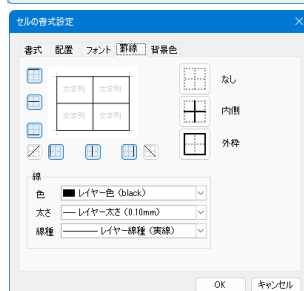 セルの書式設定
書式 配置 フォント 罫線 背景色
文字列 文字列
文字列 文字列
なし
内側
外枠
線
色 レイヤー色 (black)
太さ レイヤー太さ (0.10mm)
線種 レイヤー線種 (実線)
OK キャンセル